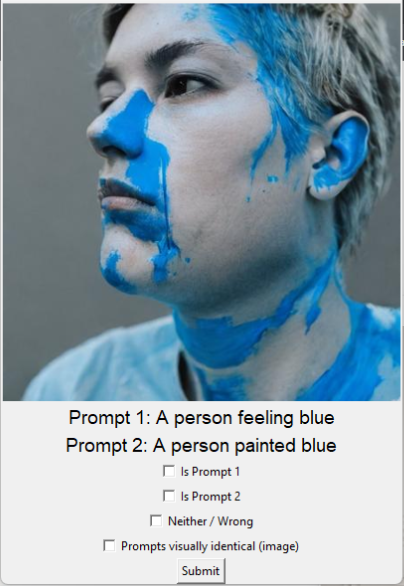 Prompt 1: A person feeling blue
Prompt 2: A person painted blue
Is Prompt 1
Is Prompt 2
Neither / Wrong
Prompts visually identical (image)
Submit